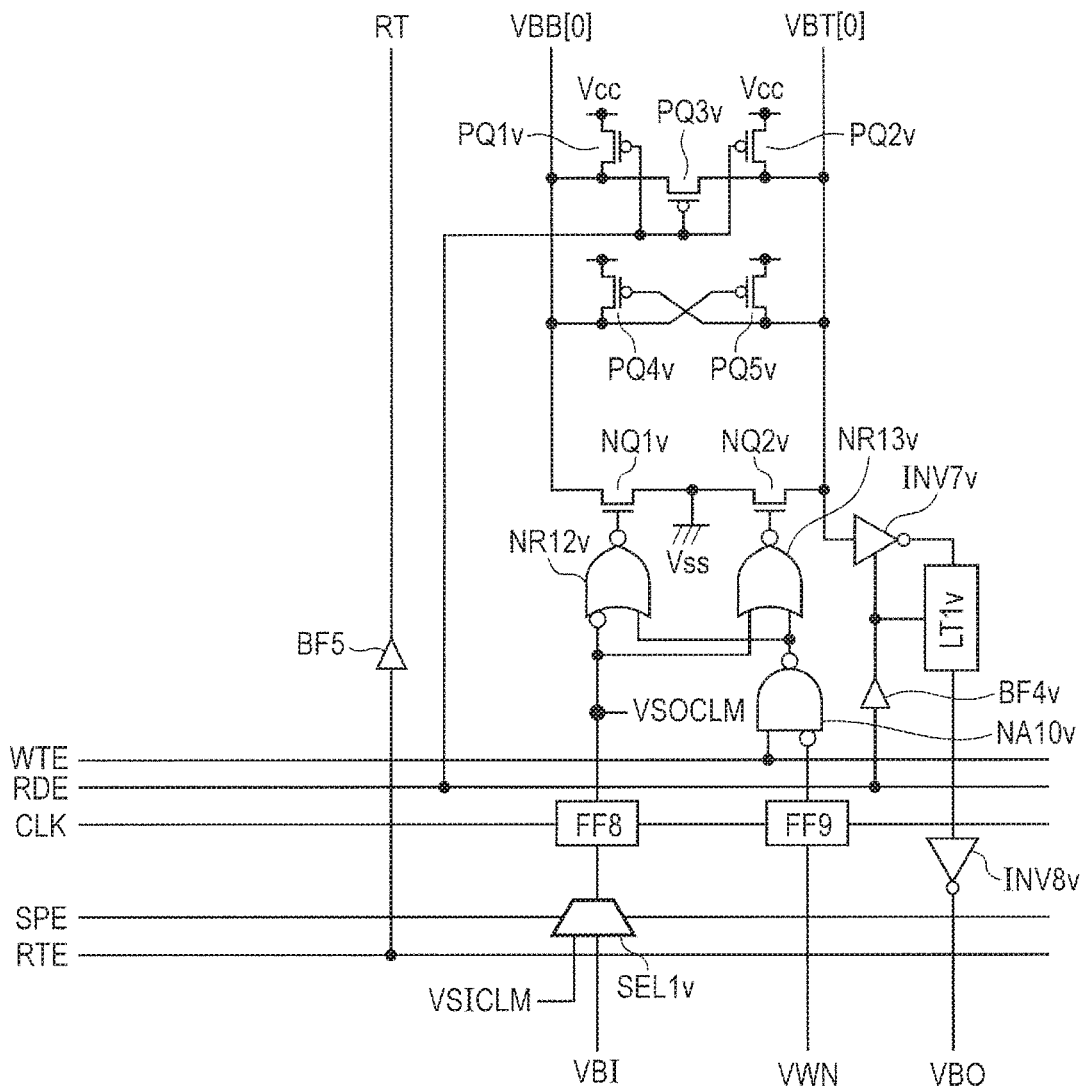 RT VBB[0] VBT[0]
Vcc Vcc
PQ3v
PQ1v PQ2v
PQ4v PQ5v
NQ1v NQ2v NR13v
INV7v
NR12v Vss
LT1v
BF5
BF4v
VSOCLM
NA10v
WTE
RDE
CLK FF8 FF9
INV8v
SPE
RTE
SEL1v
VSICLM
VBI VWN VBO